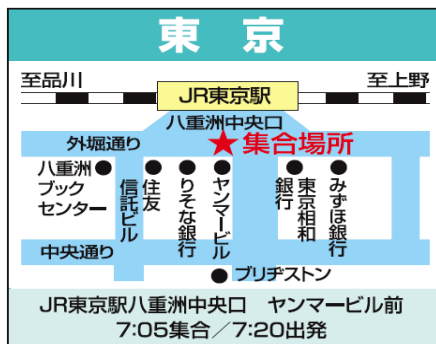 東京
至品川
至上野
JR東京駅
八重洲中央口
外堀通り
★集合場所
八重洲
ブック
センター
住友
信託ビル
りそな銀行
ヤンマービル
東京相和
銀行
みずほ銀行
中央通り
ブリヂストン
JR東京駅八重洲中央口 ヤンマービル前
7:05集合/7:20出発